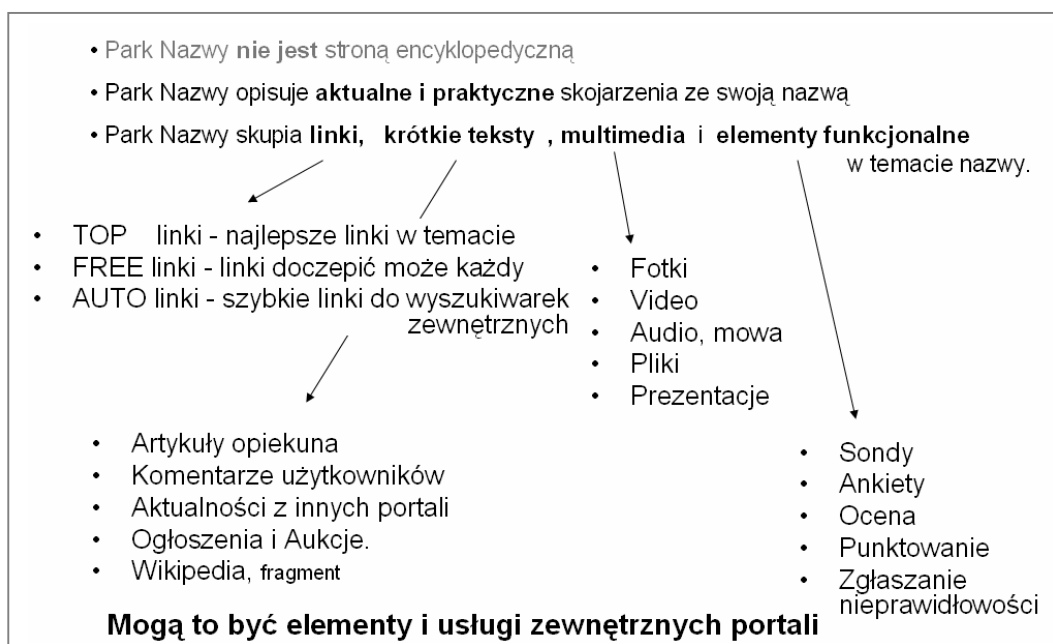 • Park Nazwy nie jest stroną encyklopedyczną
• Park Nazwy opisuje aktualne i praktyczne skojarzenia ze swoją nazwą
• Park Nazwy skupia linki, krótkie teksty , multimedia i elementy funkcjonalne
w temacie nazwy.
• TOP linki - najlepsze linki w temacie
• FREE linki - linki doczepić może każdy
• AUTO linki - szybkie linki do wyszukiwarek
zewnętrznych
• Fotki
• Video
• Audio, mowa
• Pliki
• Prezentacje
• Artykuły opiekuna
• Komentarze użytkowników
• Aktualności z innych portali
• Ogłoszenia i Aukcje.
• Wikipedia, fragment
• Sondy
• Ankiety
• Ocena
• Punktowanie
• Zgłaszanie
nieprawidłowości
Mogą to być elementy i usługi zewnętrznych portali